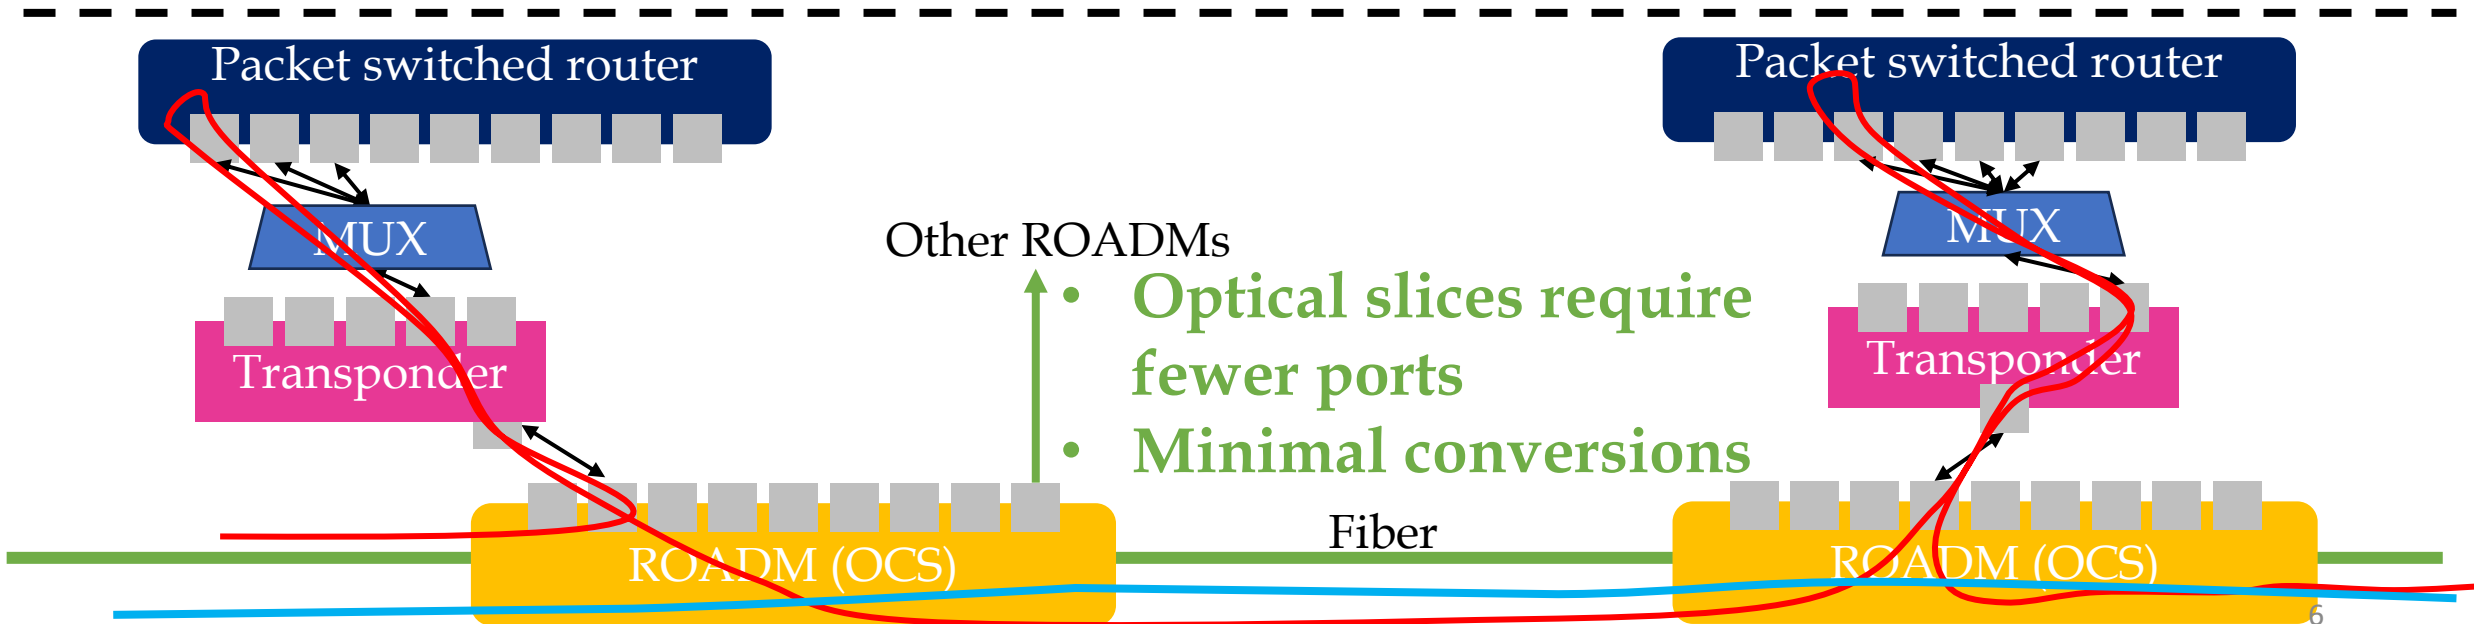 Packet switched router
Packet switched router
MUX
MUX
Other ROADMs
• Optical slices require
fewer ports
• Minimal conversions
Transponder
Transponder
Fiber
ROADM (OCS)
ROADM (OCS)
6